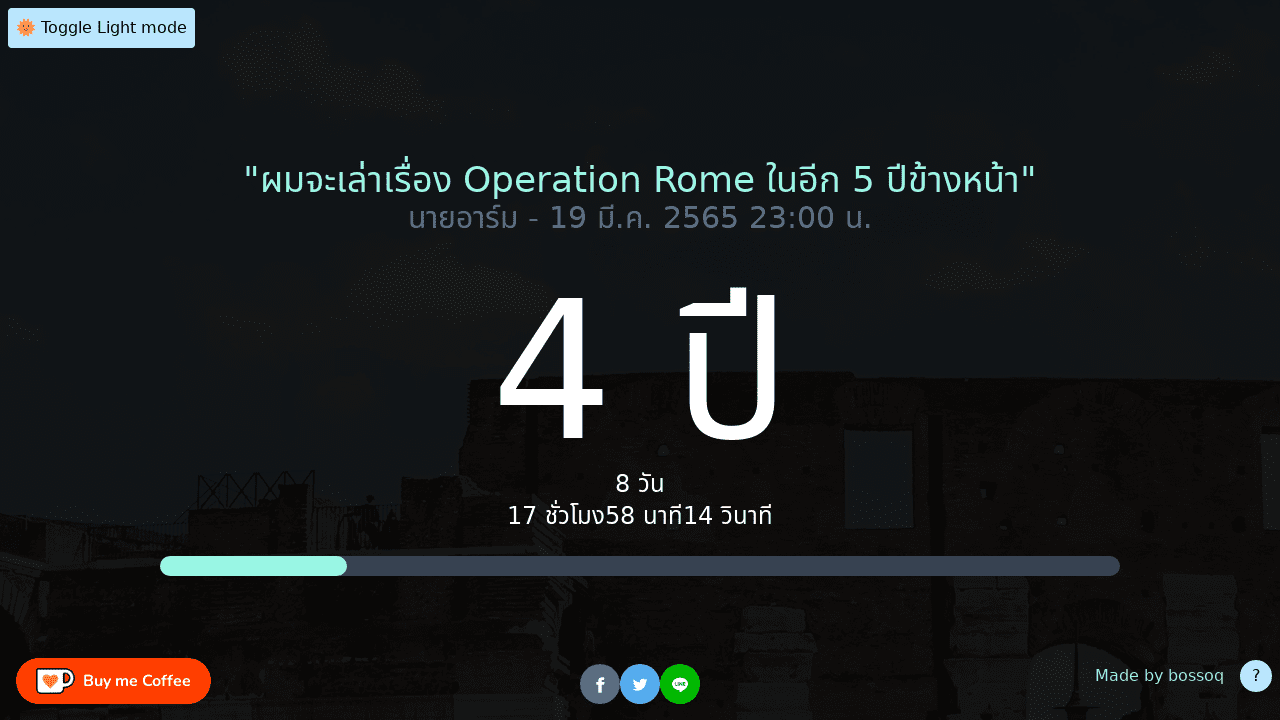 🌞 Toggle Light mode
"ผมจะเล่าเรื่อง Operation Rome ในอีก 5 ปีข้างหน้า"
นายอาร์ม - 19 มี.ค. 2565 23:00 น.
4 ปี
8 วัน
17 ชั่วโมง58 นาที14 วินาที
Buy me Coffee
LINE
Made by bossoq
?